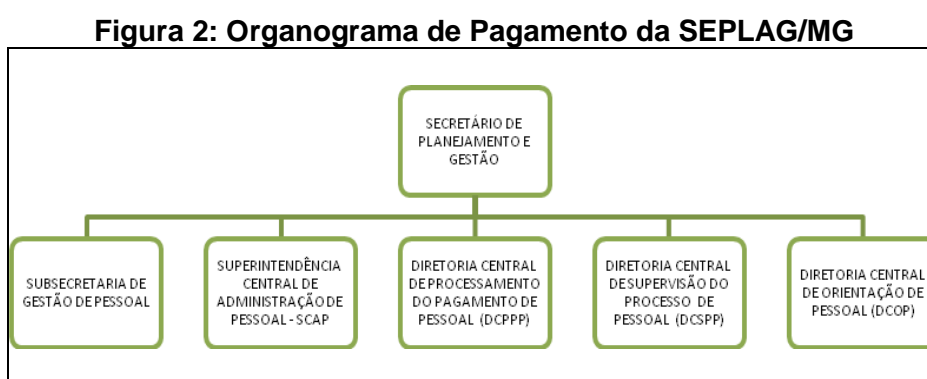 Figura 2: Organograma de Pagamento da SEPLAG/MG
SECRETÁRIO DE
PLANEJAMENTO E
GESTÃO
SUBSECRETARIA DE
GESTÃO DE PESSOAL
SUPERINTENDÊNCIA
CENTRAL DE
ADMINISTRAÇÃO DE
PESSOAL - SCAP
DIRETORIA CENTRAL
DE PROCESSAMENTO
DO PAGAMENTO DE
PESSOAL (DCPPP)
DIRETORIA CENTRAL
DE SUPERVISÃO DO
PROCESSO DE
PESSOAL (DCSPP)
DIRETORIA CENTRAL
DE ORIENTAÇÃO DE
PESSOAL (DCOP)